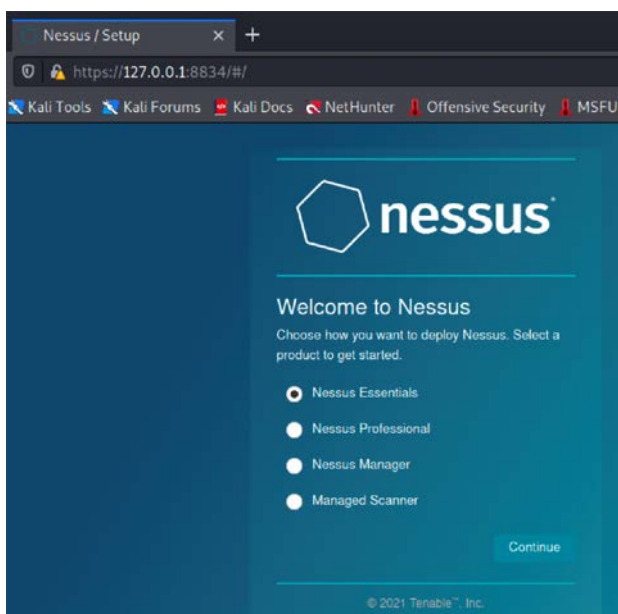 Nessus / Setup
https://127.0.0.1:8834/#/
Kali Tools Kali Forums Kali Docs NetHunter Offensive Security MSFU
nessus
Welcome to Nessus
Choose how you want to deploy Nessus. Select a
product to get started.
Nessus Essentials
Nessus Professional
Nessus Manager
Managed Scanner
Continue
© 2021 Tenable™, Inc.